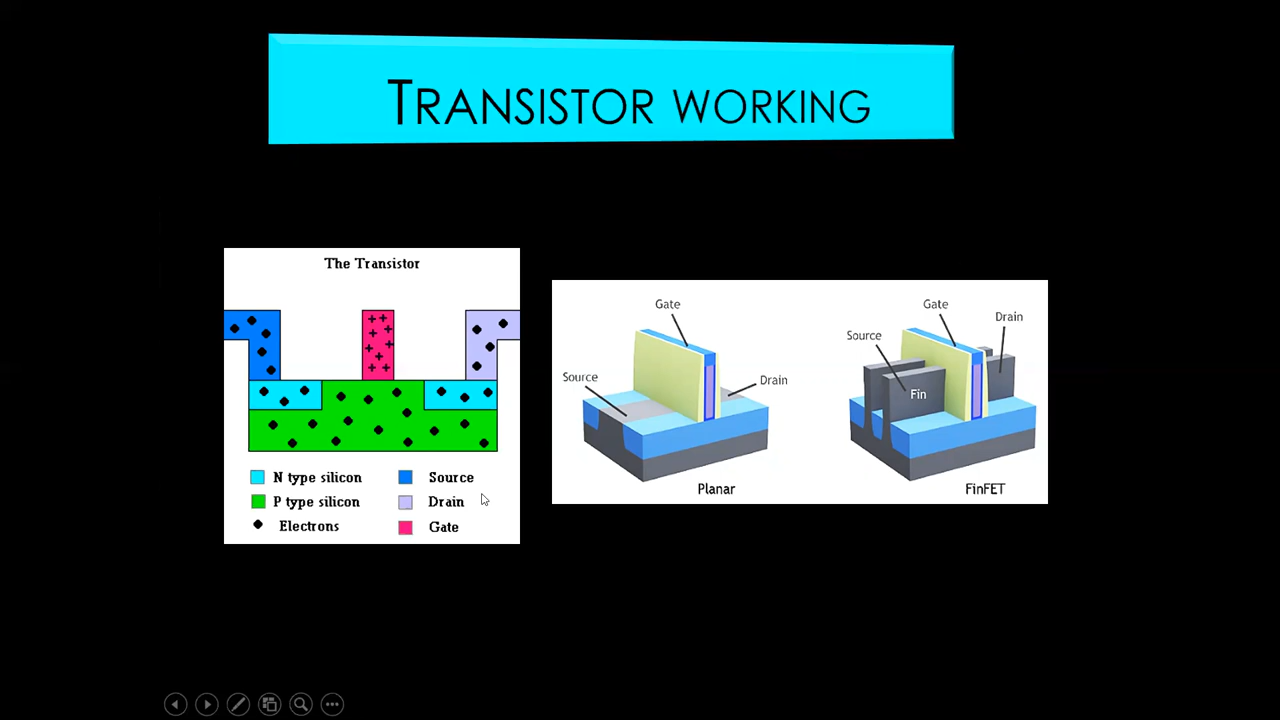 TRANSISTOR WORKING
The Transistor
N type silicon
P type silicon
Electrons
Source
Drain
Gate
Gate
Source
Drain
Planar
Gate
Source
Drain
Fin
FinFET